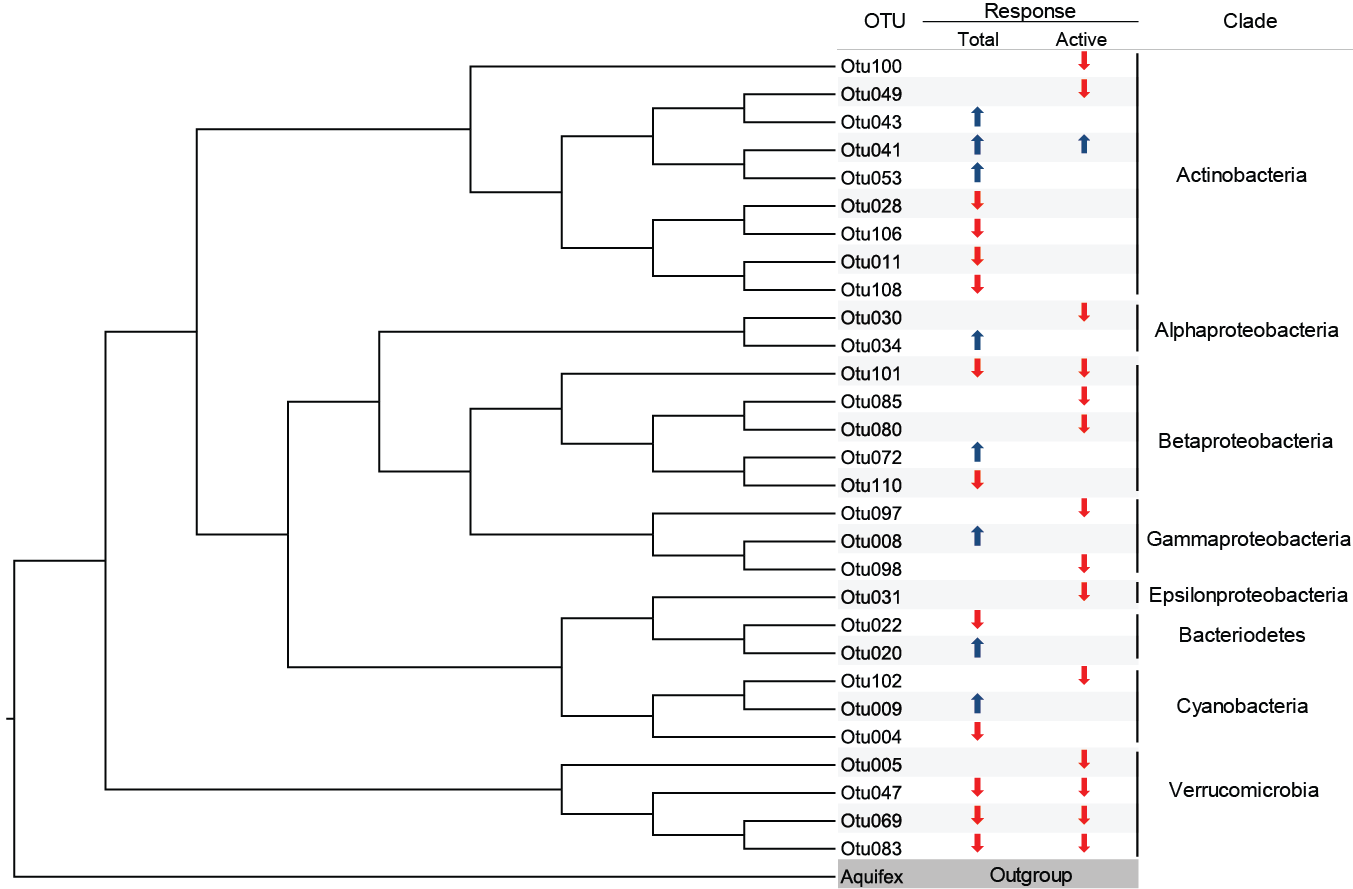 OTU Response Clade
Total Active
Otu100
Otu049
Otu043
Otu041
Otu053
Otu028
Otu106
Otu011
Otu108
Actinobacteria
Otu030
Otu034
Alphaproteobacteria
Otu101
Otu085
Otu080
Otu072
Otu110
Betaproteobacteria
Otu097
Otu008
Otu098
Gammaproteobacteria
Otu031 Epsilonproteobacteria
Otu022
Otu020
Bacteriodetes
Otu102
Otu009
Otu004
Cyanobacteria
Otu005
Otu047
Otu069
Otu083
Verrucomicrobia
Aquifex Outgroup